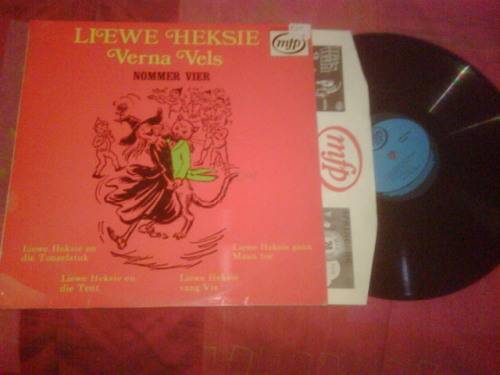 LIEWE HEKSIE
Verna Vels
NOMMER VIER
mfp
Liewe Heksie en
die Toneelstuk
Liewe Heksie gaan
Maan toe
Liewe Heksie en
die Tent
Liewe Heksie
vang Vis
mfp